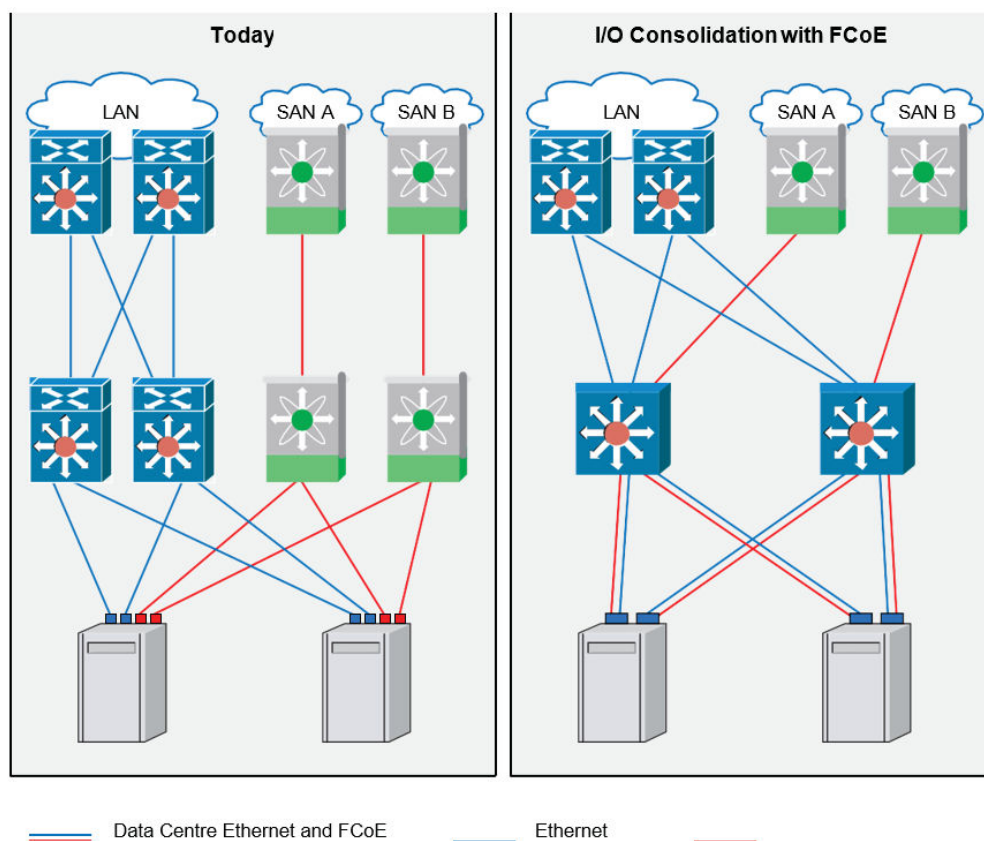 Today
LAN
SAN A
SAN B
I/O Consolidation with FCoE
LAN
SAN A
SAN B
Data Centre Ethernet and FCoE
Ethernet